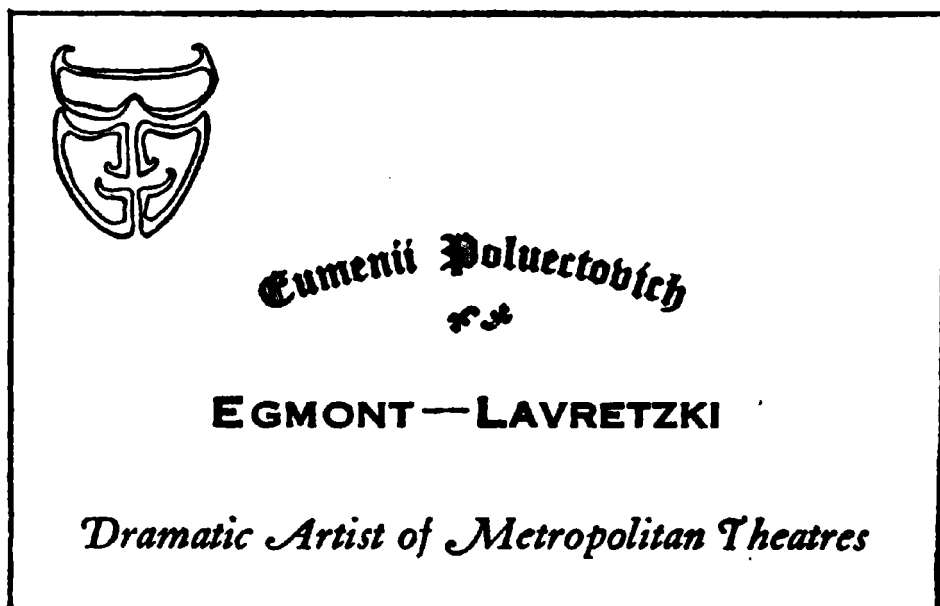 Eumenii Poluectovich
EGMONT—LAVRETZKI
Dramatic Artist of Metropolitan Theatres